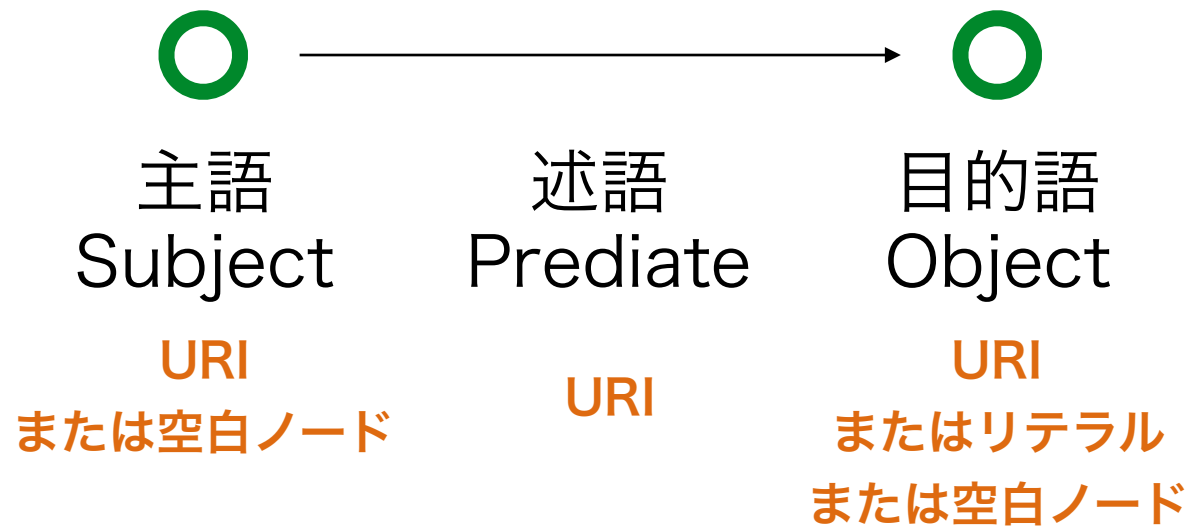 主語
Subject
URI
または空白ノード
述語
Prediate
URI
目的語
Object
URI
またはリテラル
または空白ノード